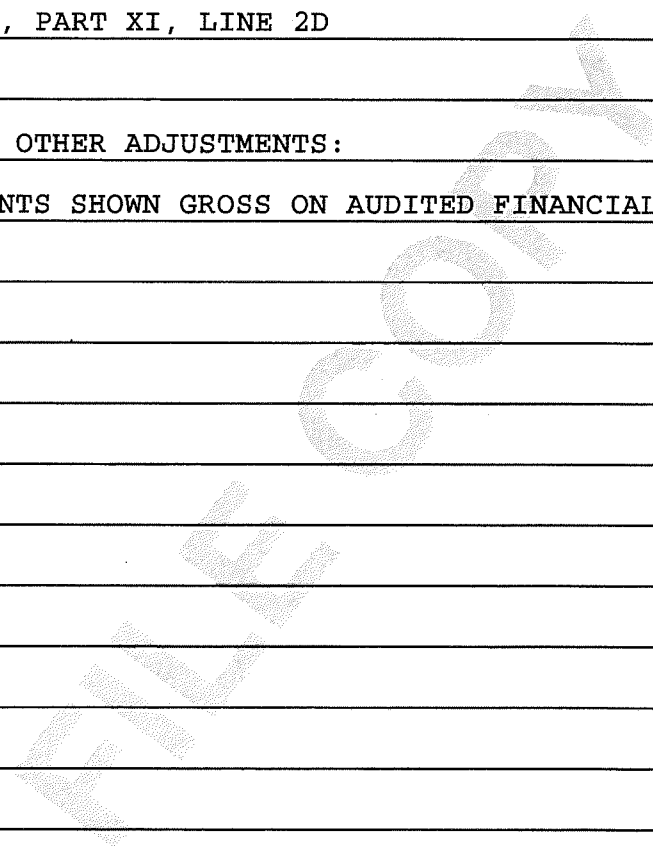 , PART XI, LINE 2D
OTHER ADJUSTMENTS:
NTS SHOWN GROSS ON AUDITED FINANCIAL
FILE COPY